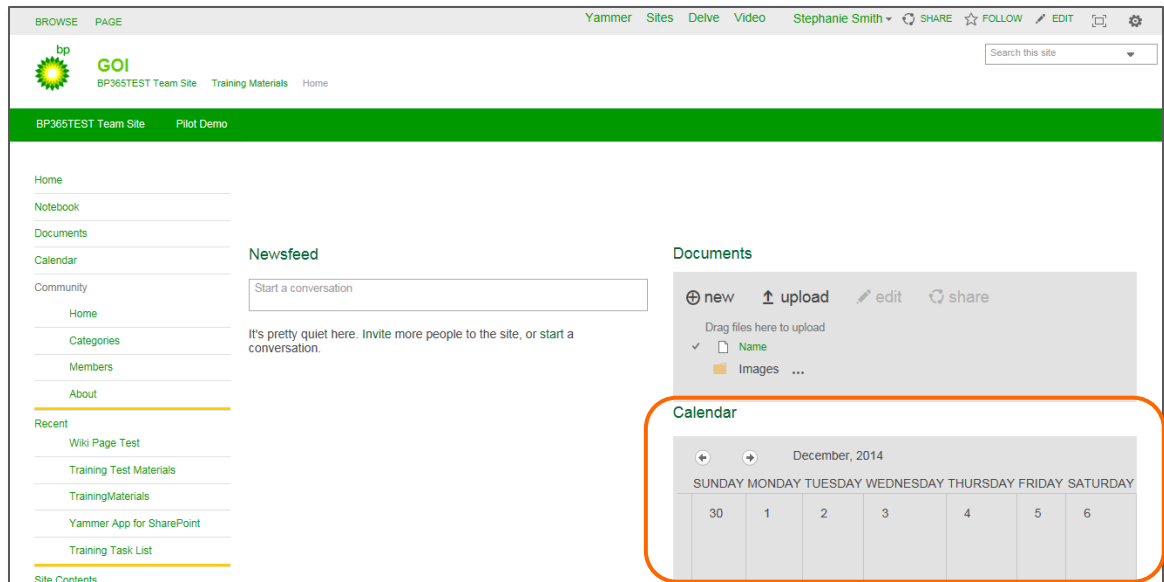 BROWSE PAGE Yammer Sites Delve Video Stephanie Smith SHARE FOLLOW EDIT
bp
GOI
Search this site
BP365TEST Team Site Training Materials Home
BP365TEST Team Site Pilot Demo
Home
Notebook
Documents
Calendar
Community
Home
Categories
Members
About
Recent
Wiki Page Test
Training Test Materials
TrainingMaterials
Yammer App for SharePoint
Training Task List
Site Contents
Newsfeed
Start a conversation
It's pretty quiet here. Invite more people to the site, or start a
conversation.
Documents
new upload edit share
Drag files here to upload
Name
Images ...
Calendar
December, 2014
SUNDAY MONDAY TUESDAY WEDNESDAY THURSDAY FRIDAY SATURDAY
30 1 2 3 4 5 6